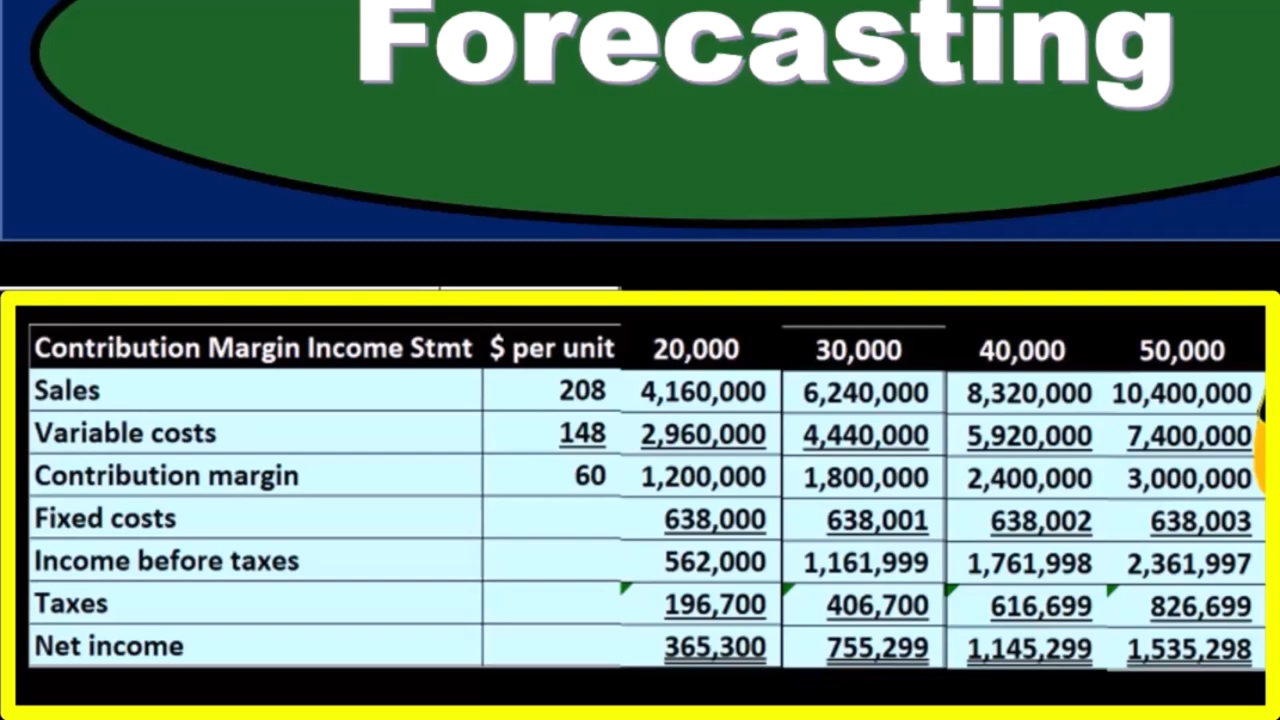 Forecasting
Contribution Margin Income Stmt $ per unit 20,000 30,000 40,000 50,000
Sales 208 4,160,000 6,240,000 8,320,000 10,400,000
Variable costs 148 2,960,000 4,440,000 5,920,000 7,400,000
Contribution margin 60 1,200,000 1,800,000 2,400,000 3,000,000
Fixed costs 638,000 638,001 638,002 638,003
Income before taxes 562,000 1,161,999 1,761,998 2,361,997
Taxes 196,700 406,700 616,699 826,699
Net income 365,300 755,299 1,145,299 1,535,298